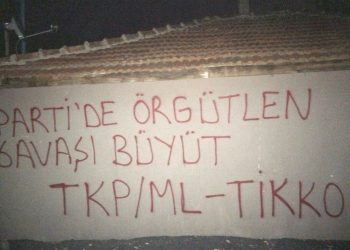 PARTİ'DE ÖRGÜTLEN
SAVAŞI BÜYÜT
TKP/ML-TİKKO